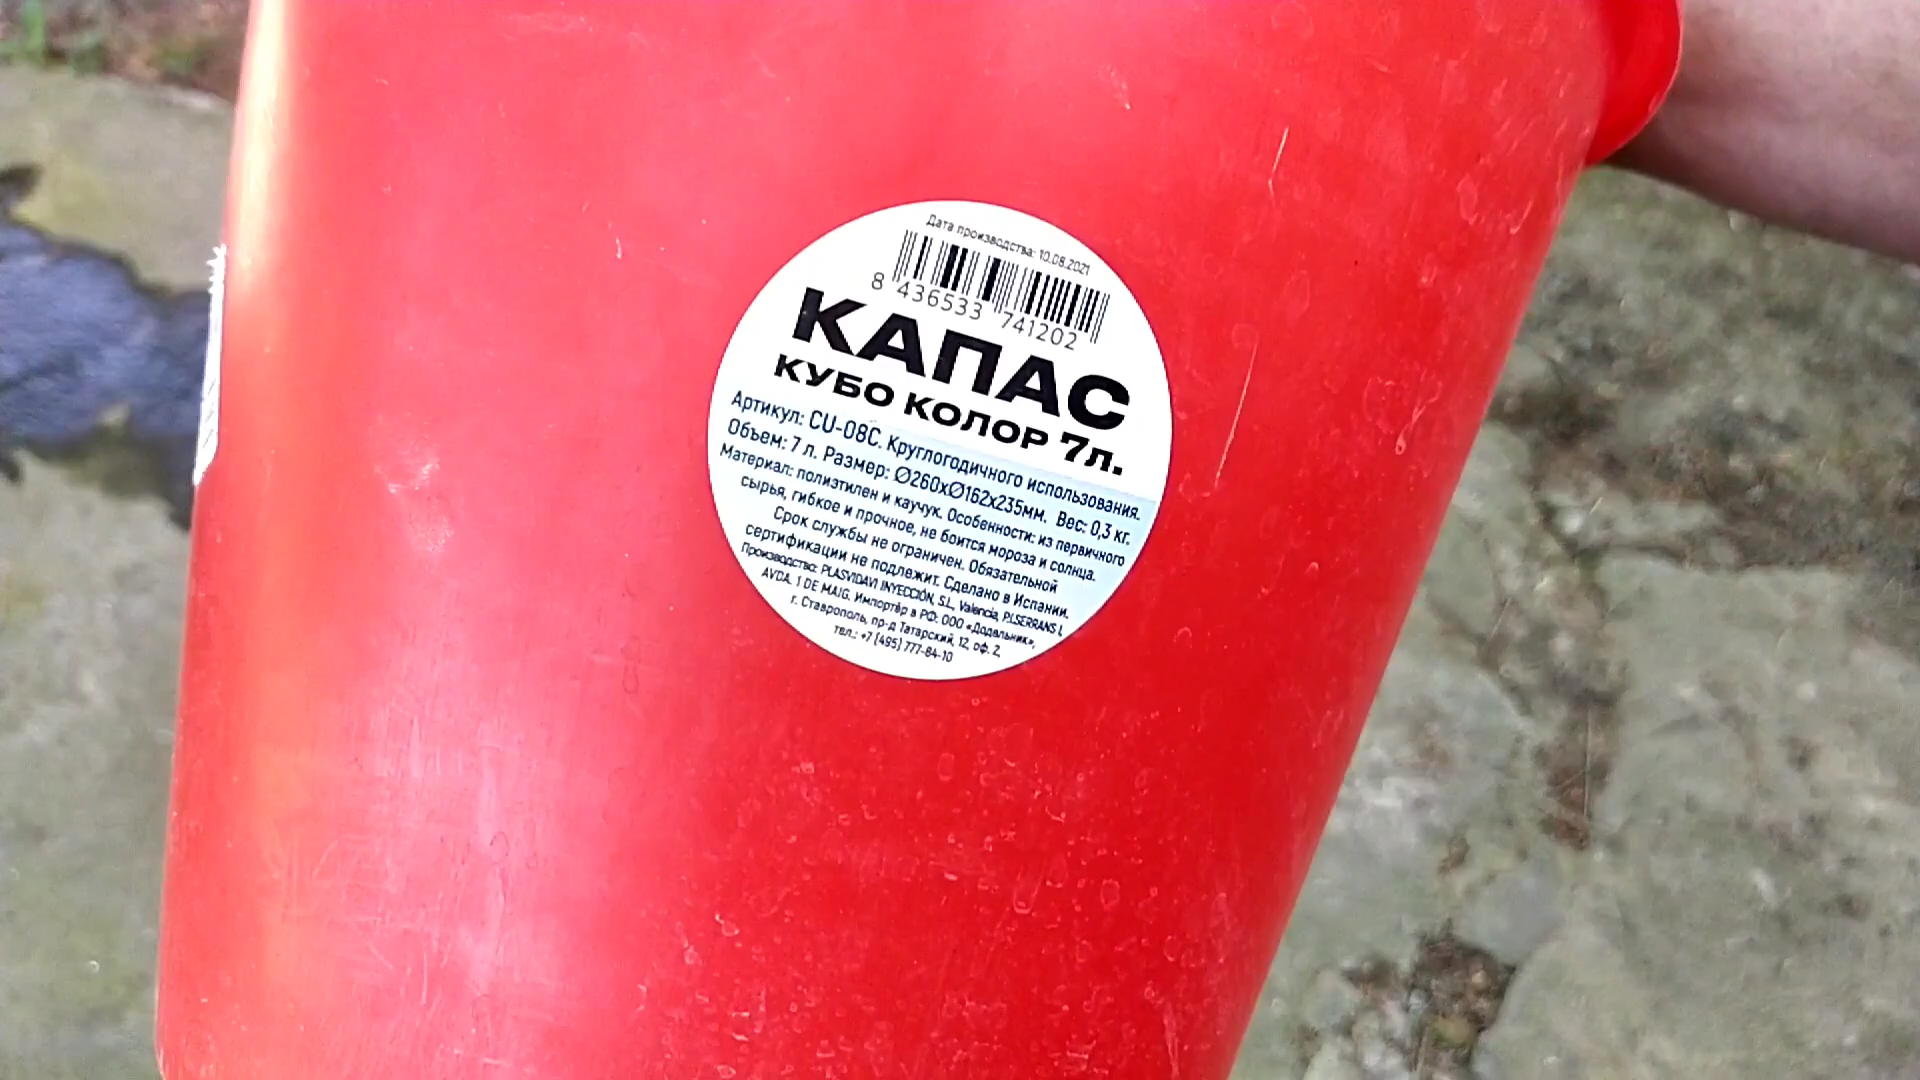 Дата производства: 10.08.2021
8 436533 741202
КАПАС
КУБО КОЛОР 7л.
Артикул: CU-08C. Круглогодичного использования.
Объем: 7 л. Размер: Ø260xØ162x235мм. Вес: 0,3 кг.
Материал: полиэтилен и каучук. Особенности: из первичного
сырья, гибкое и прочное, не боится мороза и солнца.
Срок службы не ограничен. Обязательной
сертификации не подлежит. Сделано в Испании.
Производство: PLASVIDAVI INYECCIÓN, S.L., Valencia, P.I.SERRANS I,
AVDA. 1 DE MAIG. Импортёр в РФ: ООО «Додальник»,
г. Ставрополь, пр-д Татарский, 12, оф. 2,
тел.: +7 (495) 777-84-10